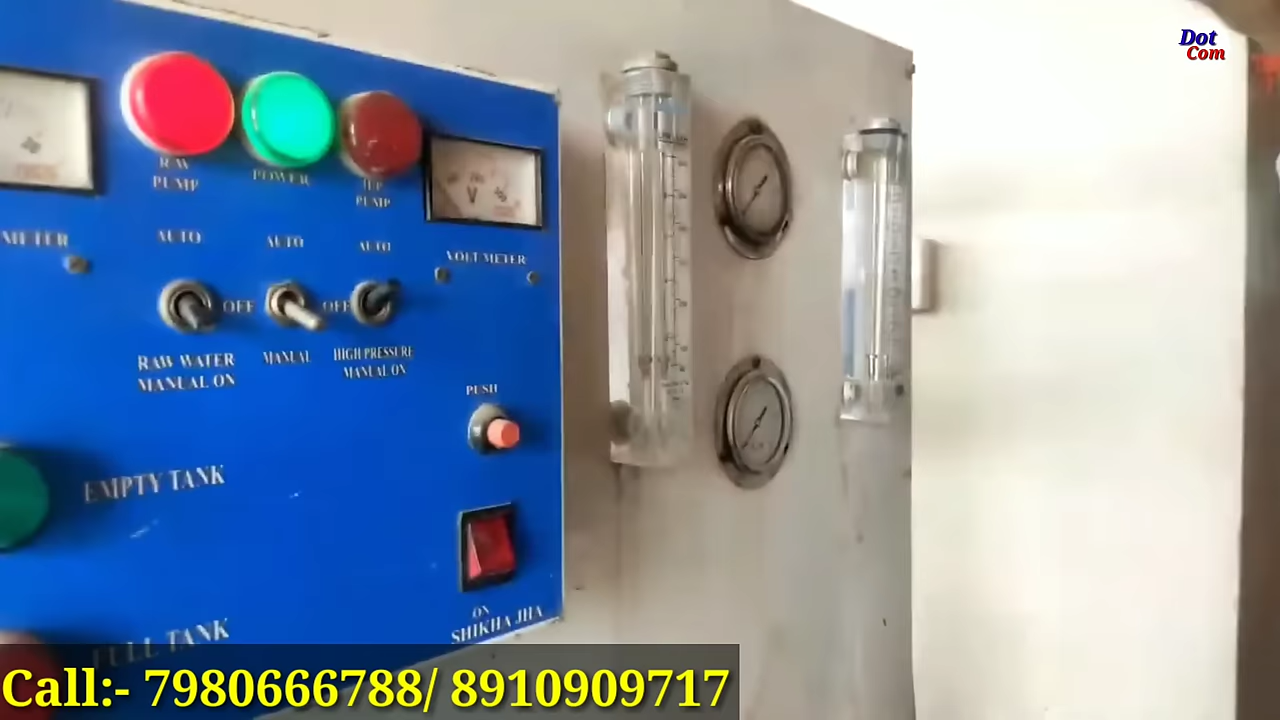 Dot
Com
RAW
PUMP
POWER
PUMP
METER
AUTO
AUTO
AUTO
VOLT METER
V
OFF
OFF
RAW WATER
MANUAL ON
MANUAL
HIGH PRESSURE
MANUAL ON
PUSH
EMPTY TANK
ON
SHIKHA JHA
FULL TANK
Call:- 7980666788/ 8910909717